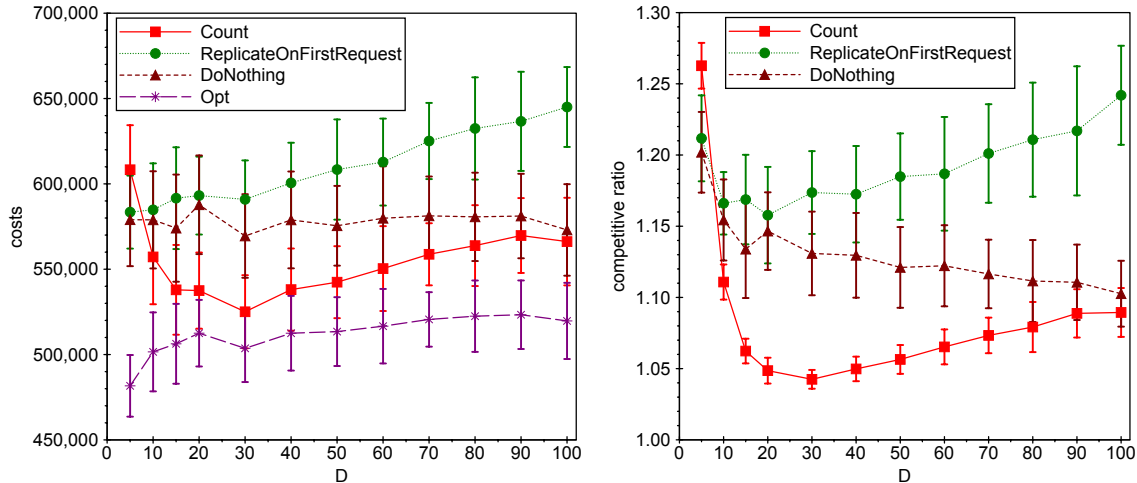 700,000
650,000
600,000
550,000
500,000
450,000
costs
Count
ReplicateOnFirstRequest
DoNothing
Opt
0 10 20 30 40 50 60 70 80 90 100
D
1.30
1.25
1.20
1.15
1.10
1.05
1.00
competitive ratio
Count
ReplicateOnFirstRequest
DoNothing
0 10 20 30 40 50 60 70 80 90 100
D